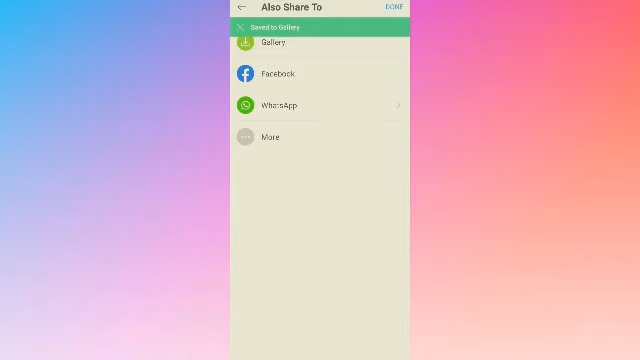 Also Share To
DONE
Saved to Gallery
Gallery
Facebook
WhatsApp
More